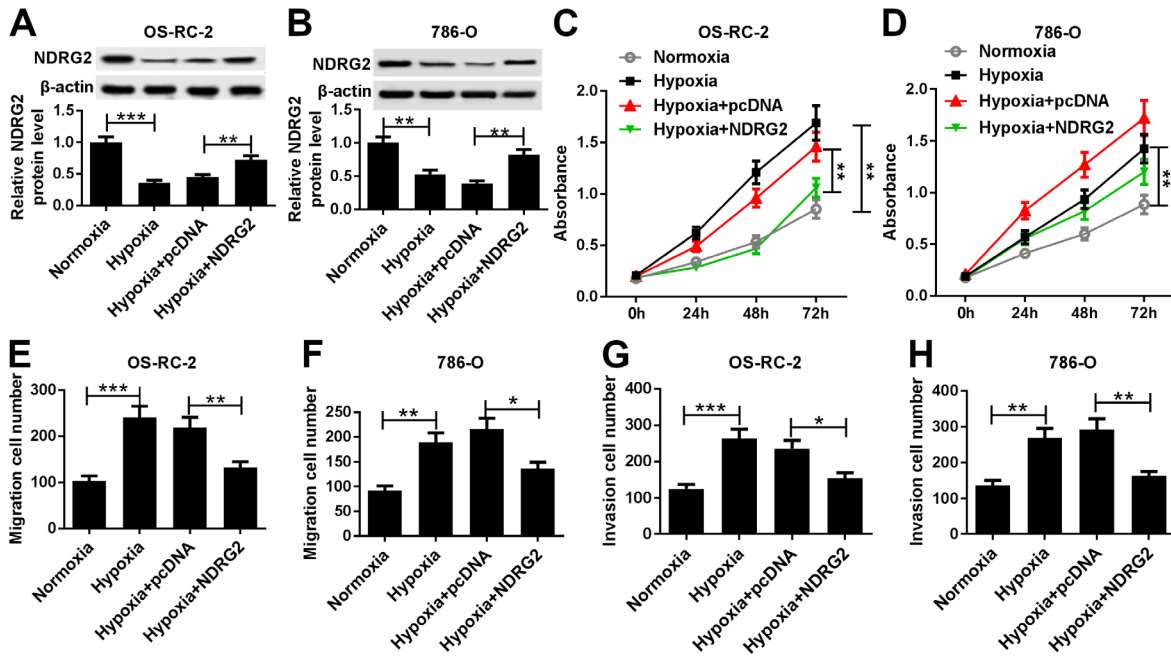 A
OS-RC-2
NDRG2
β-actin
Relative NDRG2
protein level
1.5
1.0
0.5
0.0
***
**
Normoxia
Hypoxia
Hypoxia+pcDNA
Hypoxia+NDRG2
B
786-O
NDRG2
β-actin
Relative NDRG2
protein level
1.5
1.0
0.5
0.0
**
**
Normoxia
Hypoxia
Hypoxia+pcDNA
Hypoxia+NDRG2
C
OS-RC-2
Normoxia
Hypoxia
Hypoxia+pcDNA
Hypoxia+NDRG2
Absorbance
2.0
1.5
1.0
0.5
0.0
**
**
0h
24h
48h
72h
D
786-O
Normoxia
Hypoxia
Hypoxia+pcDNA
Hypoxia+NDRG2
Absorbance
2.0
1.5
1.0
0.5
0.0
**
0h
24h
48h
72h
E
OS-RC-2
Migration cell number
300
200
100
0
***
**
Normoxia
Hypoxia
Hypoxia+pcDNA
Hypoxia+NDRG2
F
786-O
Migration cell number
250
200
150
100
50
0
**
*
Normoxia
Hypoxia
Hypoxia+pcDNA
Hypoxia+NDRG2
G
OS-RC-2
Invasion cell number
400
300
200
100
0
***
*
Normoxia
Hypoxia
Hypoxia+pcDNA
Hypoxia+NDRG2
H
786-O
Invasion cell number
400
300
200
100
0
**
**
Normoxia
Hypoxia
Hypoxia+pcDNA
Hypoxia+NDRG2